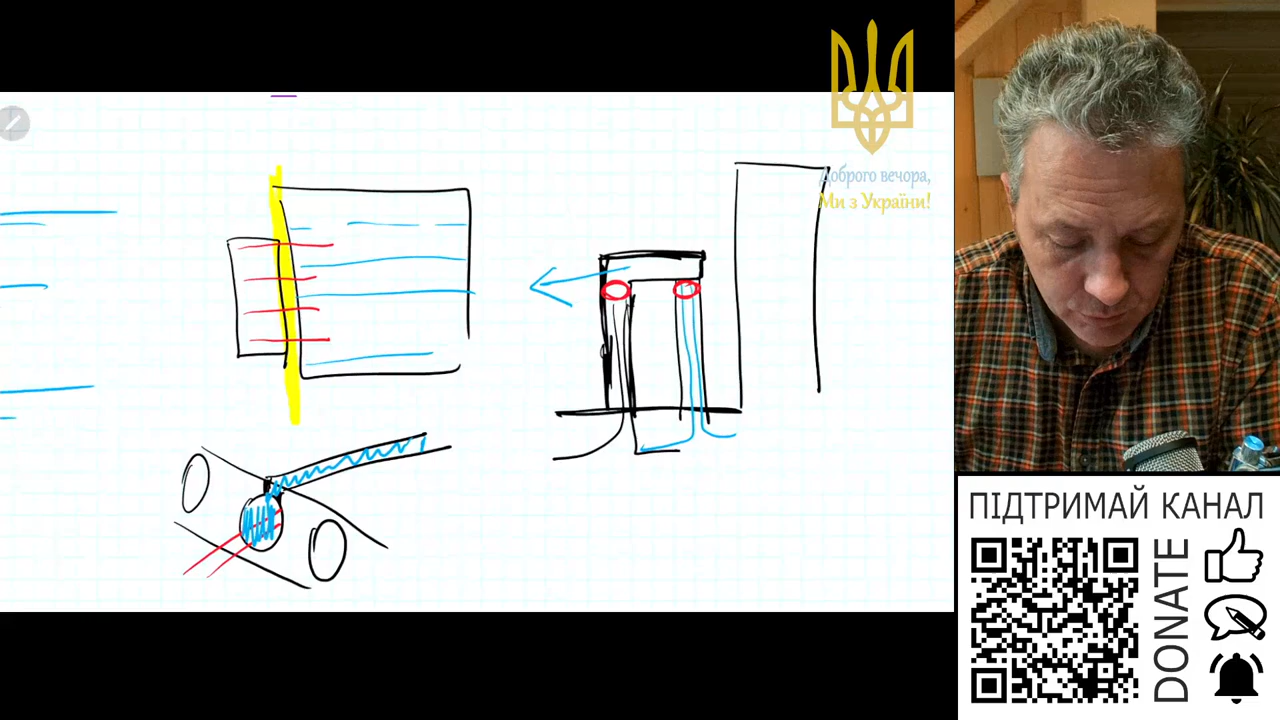 Доброго вечора,
Ми з України!
ПІДТРИМАЙ КАНАЛ
DONATE